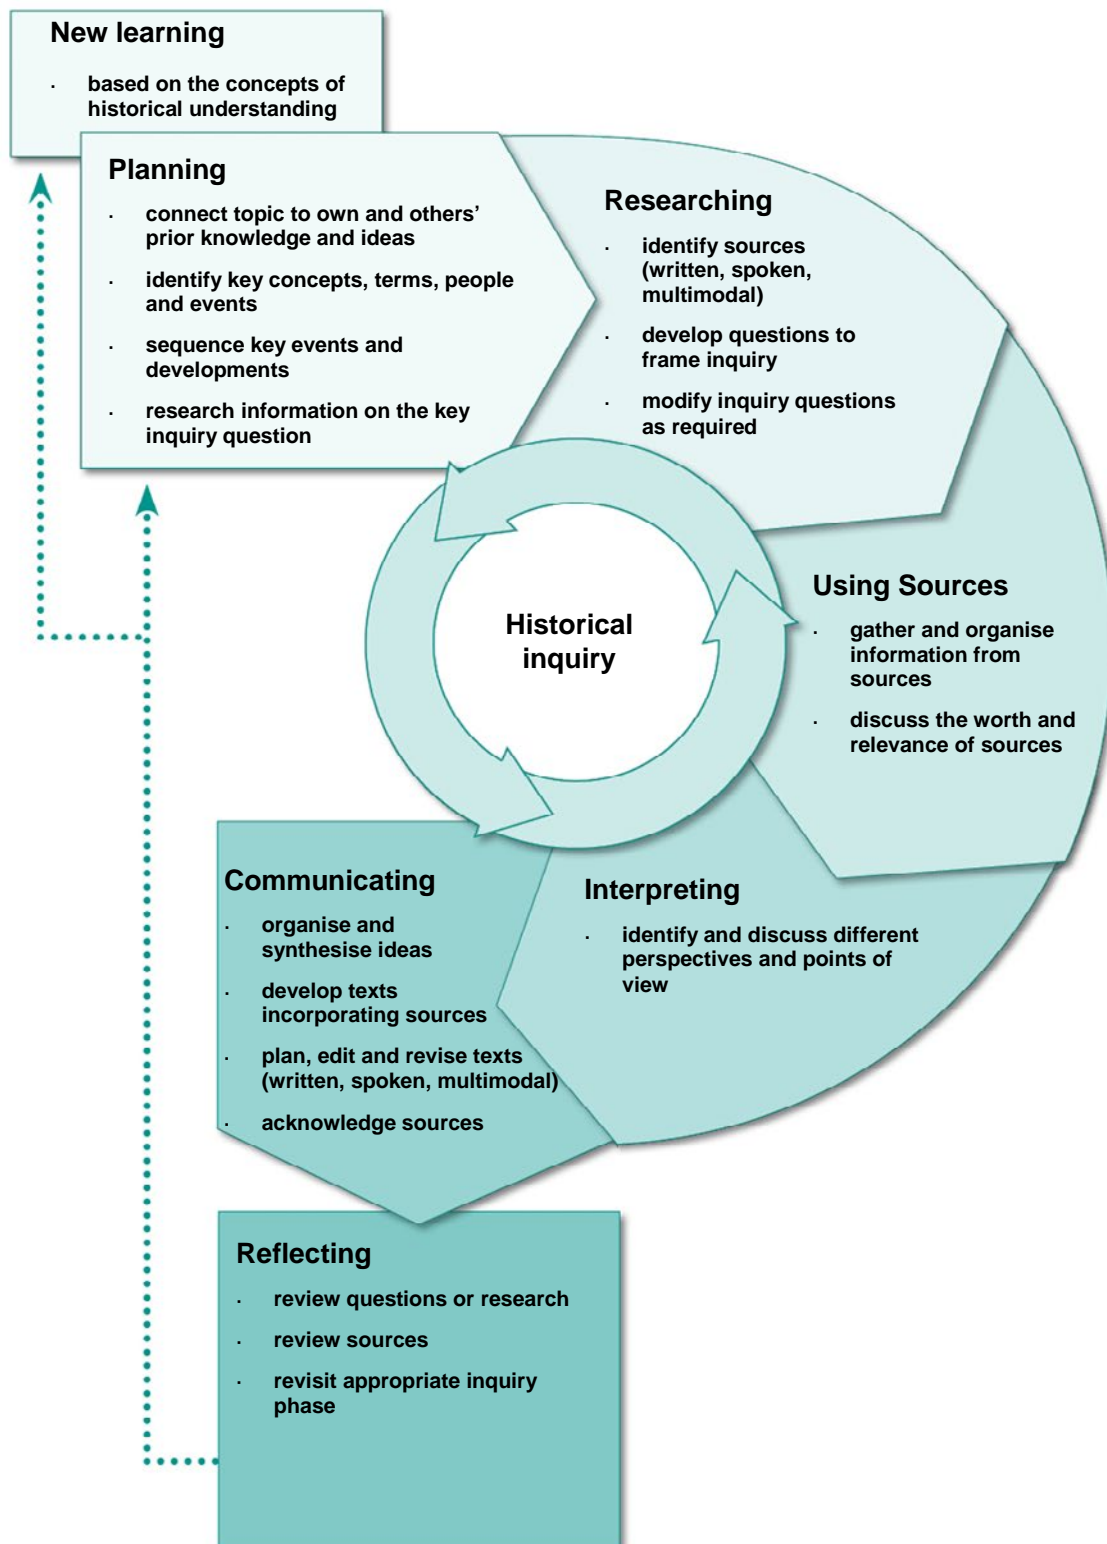 New learning
· based on the concepts of
historical understanding
Planning
· connect topic to own and others’
prior knowledge and ideas
· identify key concepts, terms, people
and events
· sequence key events and
developments
· research information on the key
inquiry question
Researching
· identify sources
(written, spoken,
multimodal)
· develop questions to
frame inquiry
· modify inquiry questions
as required
Using Sources
· gather and organise
information from
sources
· discuss the worth and
relevance of sources
Historical
inquiry
Interpreting
· identify and discuss different
perspectives and points of
view
Communicating
· organise and
synthesise ideas
· develop texts
incorporating sources
· plan, edit and revise texts
(written, spoken, multimodal)
· acknowledge sources
Reflecting
· review questions or research
· review sources
· revisit appropriate inquiry
phase